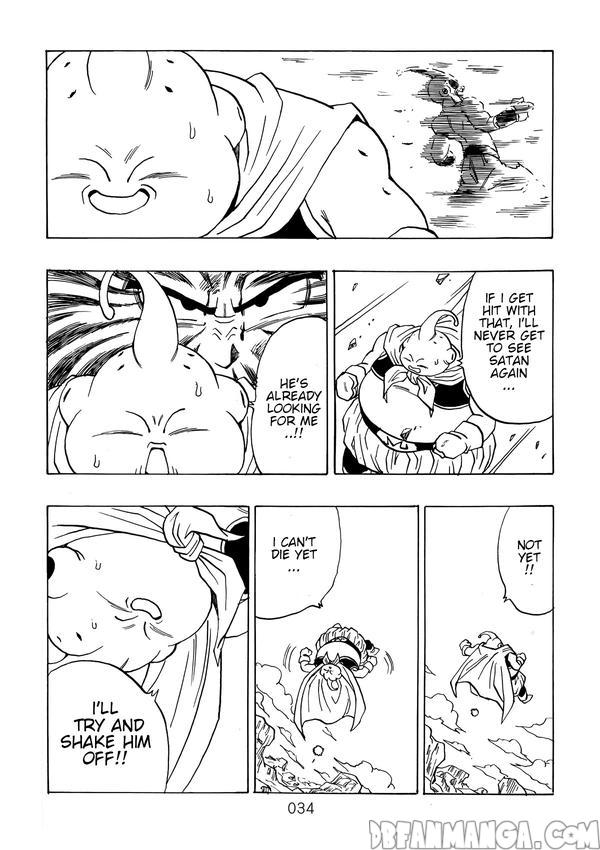 IF I GET
HIT WITH
THAT, I'LL
NEVER GET
TO SEE
SATAN
AGAIN
...
HE'S
ALREADY
LOOKING
FOR ME
..!!
NOT
YET
!!
I CAN'T
DIE YET
...
I'LL
TRY AND
SHAKE HIM
OFF!!
034
DBFANMANGA.COM